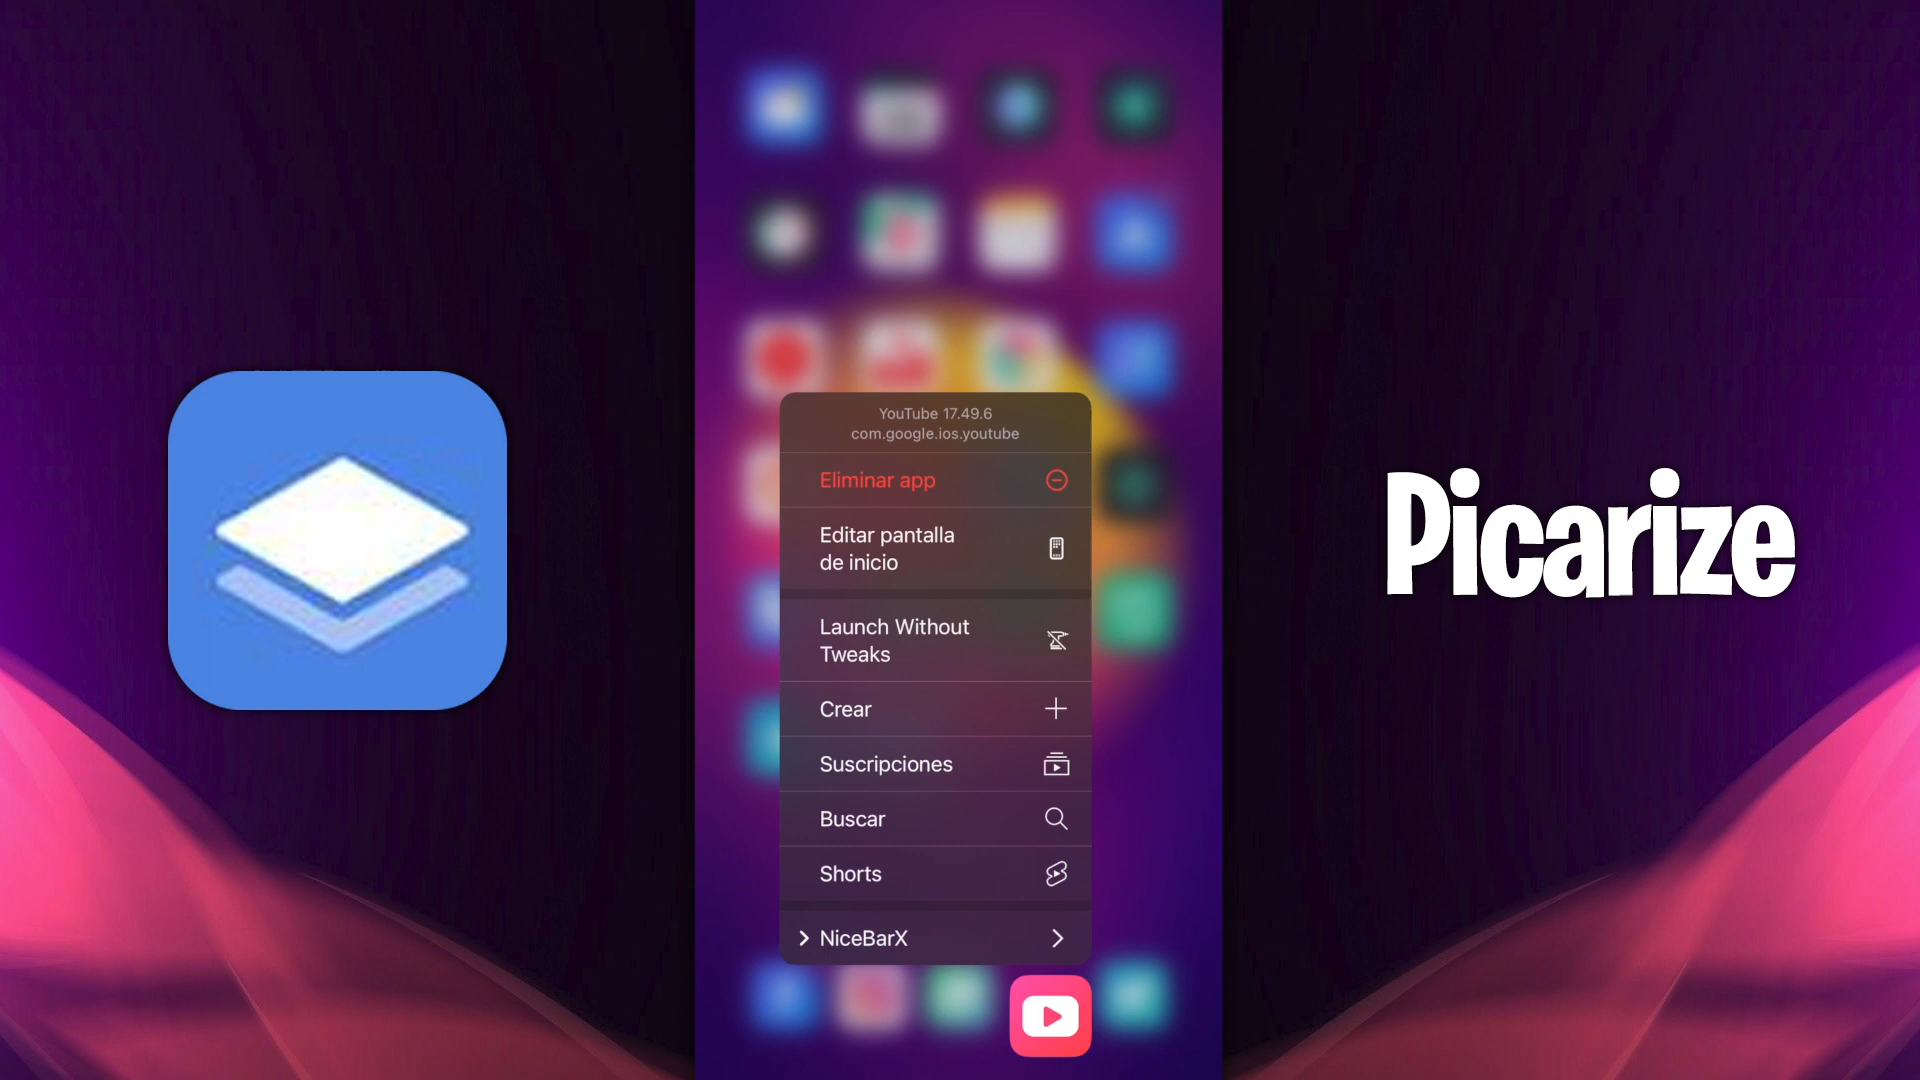 YouTube 17.49.6
com.google.ios.youtube
Eliminar app
Editar pantalla
de inicio
Launch Without
Tweaks
Crear
Suscripciones
Buscar
Shorts
NiceBarX
Picarize